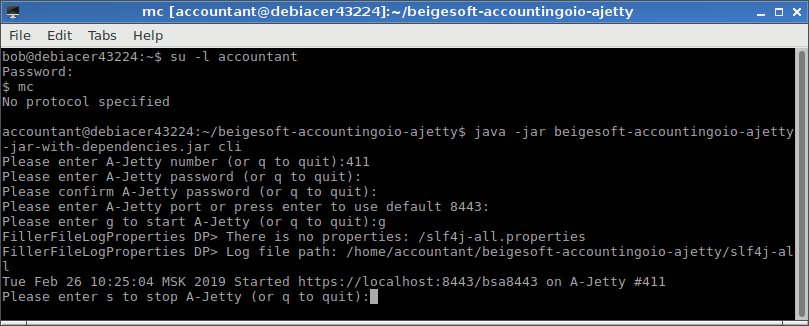 mc [accountant@debiacer43224]:~/beigesoft-accountingoio-ajetty
File Edit Tabs Help
bob@debiacer43224:~$ su -l accountant
Password:
$ mc
No protocol specified
accountant@debiacer43224:~/beigesoft-accountingoio-ajetty$ java -jar beigesoft-accountingoio-ajetty
-jar-with-dependencies.jar cli
Please enter A-Jetty number (or q to quit):411
Please enter A-Jetty password (or q to quit):
Please confirm A-Jetty password (or q to quit):
Please enter A-Jetty port or press enter to use default 8443:
Please enter g to start A-Jetty (or q to quit):g
FillerFileLogProperties DP> There is no properties: /slf4j-all.properties
FillerFileLogProperties DP> Log file path: /home/accountant/beigesoft-accountingoio-ajetty/slf4j-al
l
Tue Feb 26 10:25:04 MSK 2019 Started https://localhost:8443/bsa8443 on A-Jetty #411
Please enter s to stop A-Jetty (or q to quit):